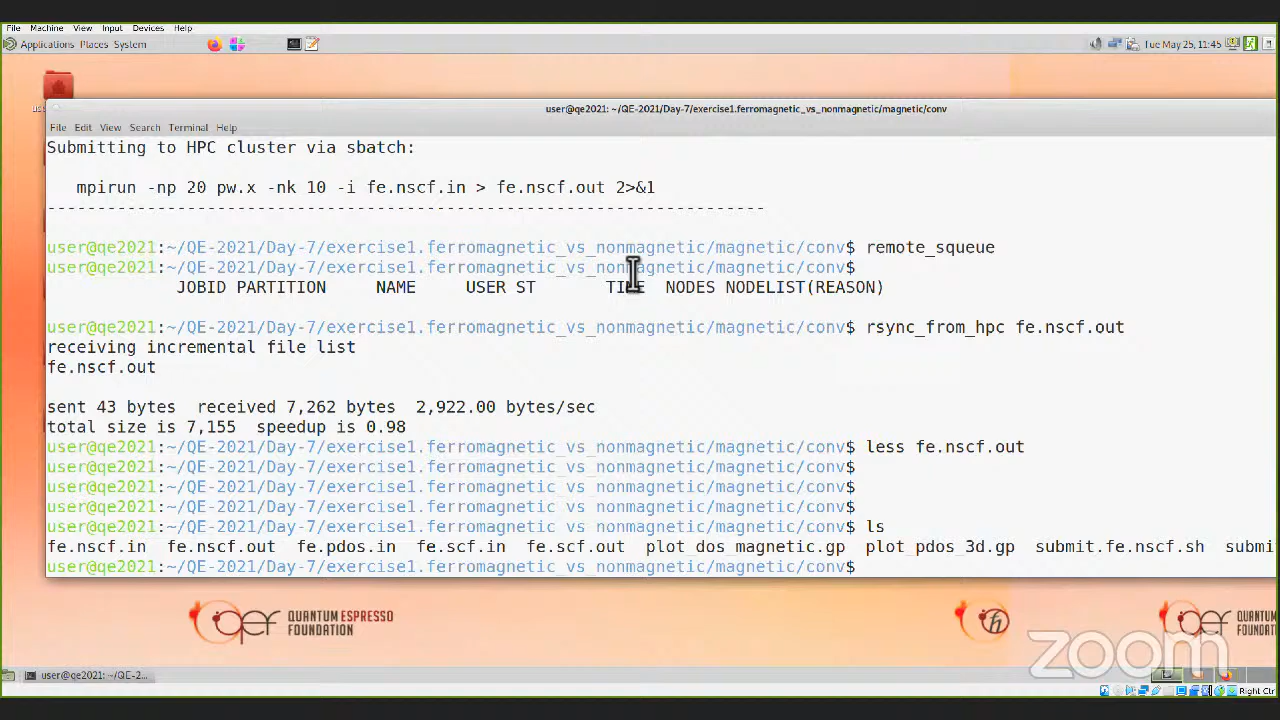 File Machine View Input Devices Help
Applications Places System
Tue May 25, 11:45
user@qe2021: ~/QE-2021/Day-7/exercise1.ferromagnetic_vs_nonmagnetic/magnetic/conv
File Edit View Search Terminal Help
Submitting to HPC cluster via sbatch:
mpirun -np 20 pw.x -nk 10 -i fe.nscf.in > fe.nscf.out 2>&1
------------------------------------------------------------------------
user@qe2021:~/QE-2021/Day-7/exercise1.ferromagnetic_vs_nonmagnetic/magnetic/conv$ remote_squeue
user@qe2021:~/QE-2021/Day-7/exercise1.ferromagnetic_vs_nonmagnetic/magnetic/conv$
JOBID PARTITION NAME USER ST TIME NODES NODELIST(REASON)
user@qe2021:~/QE-2021/Day-7/exercise1.ferromagnetic_vs_nonmagnetic/magnetic/conv$ rsync_from_hpc fe.nscf.out
receiving incremental file list
fe.nscf.out
sent 43 bytes received 7,262 bytes 2,922.00 bytes/sec
total size is 7,155 speedup is 0.98
user@qe2021:~/QE-2021/Day-7/exercise1.ferromagnetic_vs_nonmagnetic/magnetic/conv$ less fe.nscf.out
user@qe2021:~/QE-2021/Day-7/exercise1.ferromagnetic_vs_nonmagnetic/magnetic/conv$
user@qe2021:~/QE-2021/Day-7/exercise1.ferromagnetic_vs_nonmagnetic/magnetic/conv$
user@qe2021:~/QE-2021/Day-7/exercise1.ferromagnetic_vs_nonmagnetic/magnetic/conv$
user@qe2021:~/QE-2021/Day-7/exercise1.ferromagnetic_vs_nonmagnetic/magnetic/conv$ ls
fe.nscf.in fe.nscf.out fe.pdos.in fe.scf.in fe.scf.out plot_dos_magnetic.gp plot_pdos_3d.gp submit.fe.nscf.sh submi
user@qe2021:~/QE-2021/Day-7/exercise1.ferromagnetic_vs_nonmagnetic/magnetic/conv$
QEF QUANTUM ESPRESSO FOUNDATION
QEF QUANTU FOUNDAT
zoom
user@qe2021: ~/QE-2...
Right Ctr